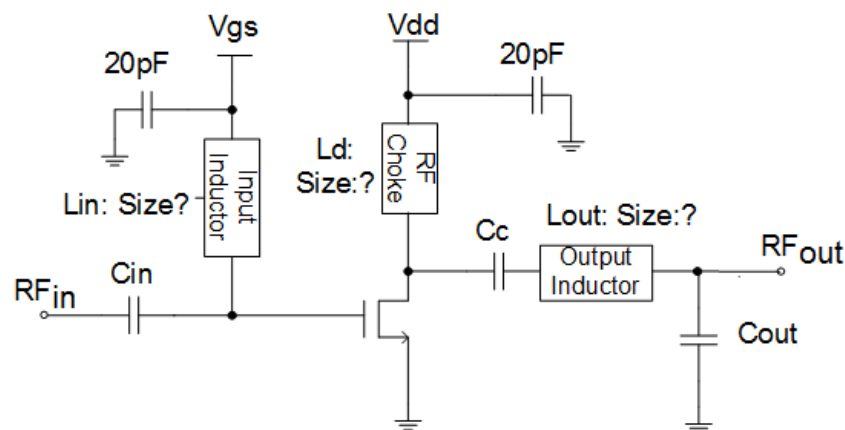 Vgs
Vdd
20pF
20pF
Input
Inductor
Lin: Size?
Ld:
Size:?
RF
Choke
Lout: Size:?
Cc
Output
Inductor
RFout
Cin
RFin
Cout